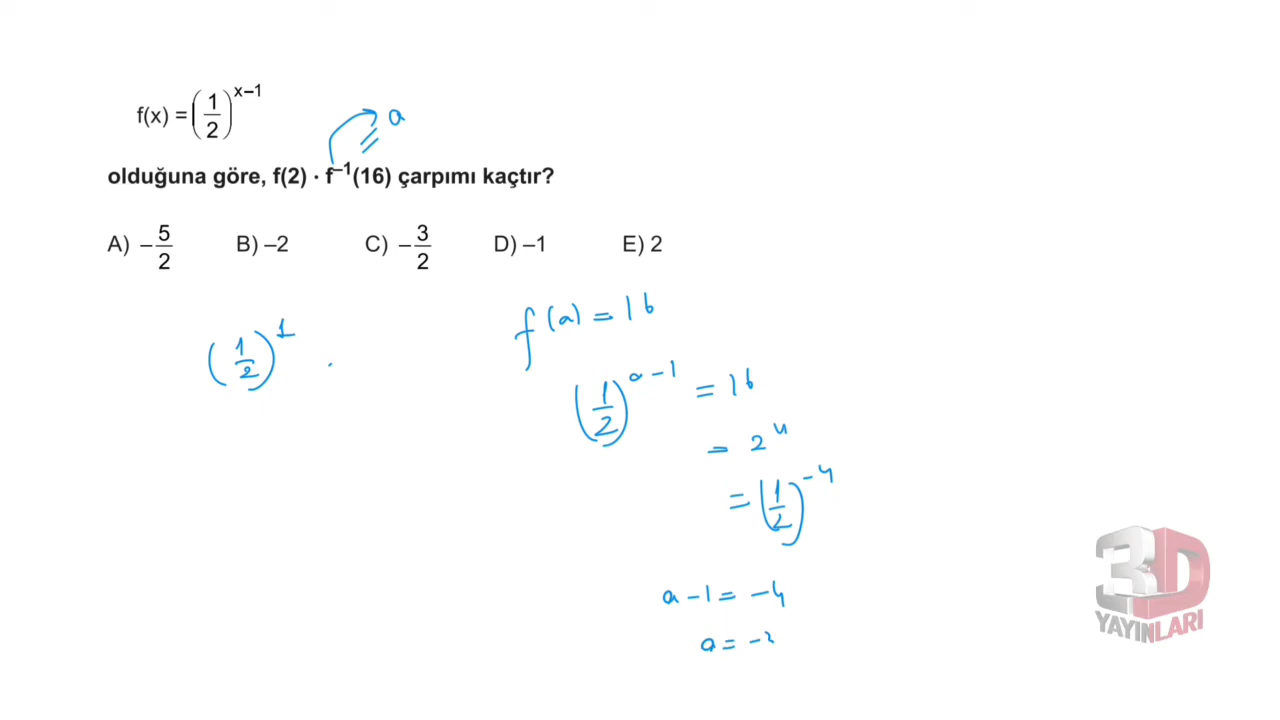 f(x) = (1/2)^(x–1)
a
olduğuna göre, f(2) · f⁻¹(16) çarpımı kaçtır?
A) –5/2 B) –2 C) –3/2 D) –1 E) 2
f(a) = 16
(1/2)^1 ·
(1/2)^(a–1) = 16
= 2^4
= (1/2)^(–4)
a – 1 = –4
a = –3
3D
YAYINLARI